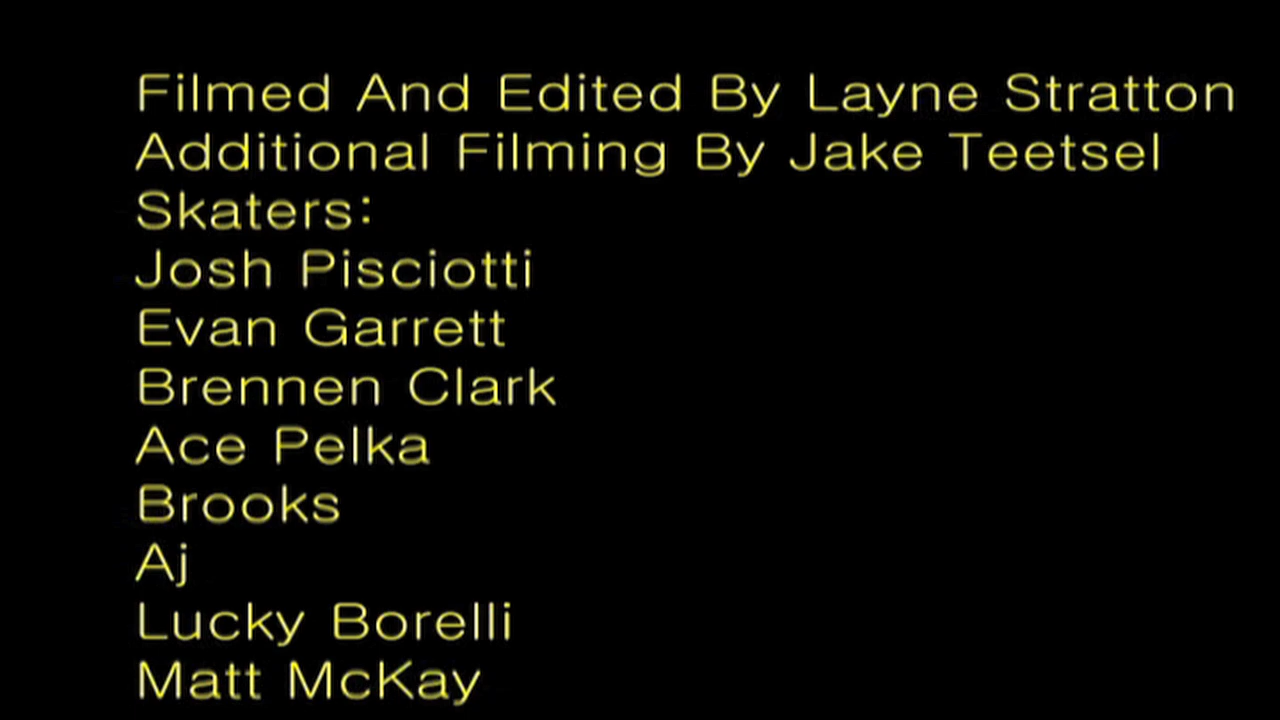 Filmed And Edited By Layne Stratton
Additional Filming By Jake Teetsel
Skaters:
Josh Pisciotti
Evan Garrett
Brennen Clark
Ace Pelka
Brooks
Aj
Lucky Borelli
Matt McKay